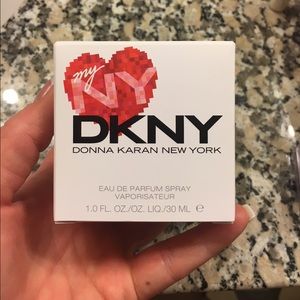 my
NY
DKNY
DONNA KARAN NEW YORK
EAU DE PARFUM SPRAY
VAPORISATEUR
1.0 FL. OZ./OZ. LIQ./30 ML ℮